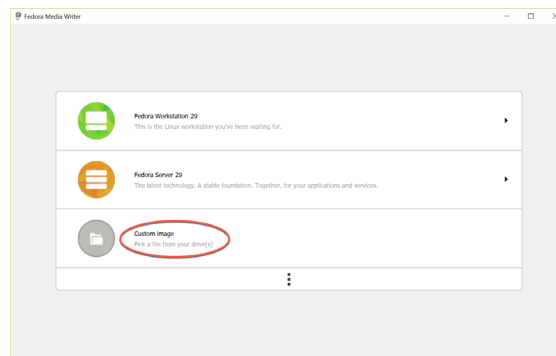 Fedora Media Writer
Fedora Workstation 29
This is the Linux workstation you've been waiting for.
Fedora Server 29
The latest technology. A stable foundation. Together, for your applications and services.
Custom image
Pick a file from your drive(s)